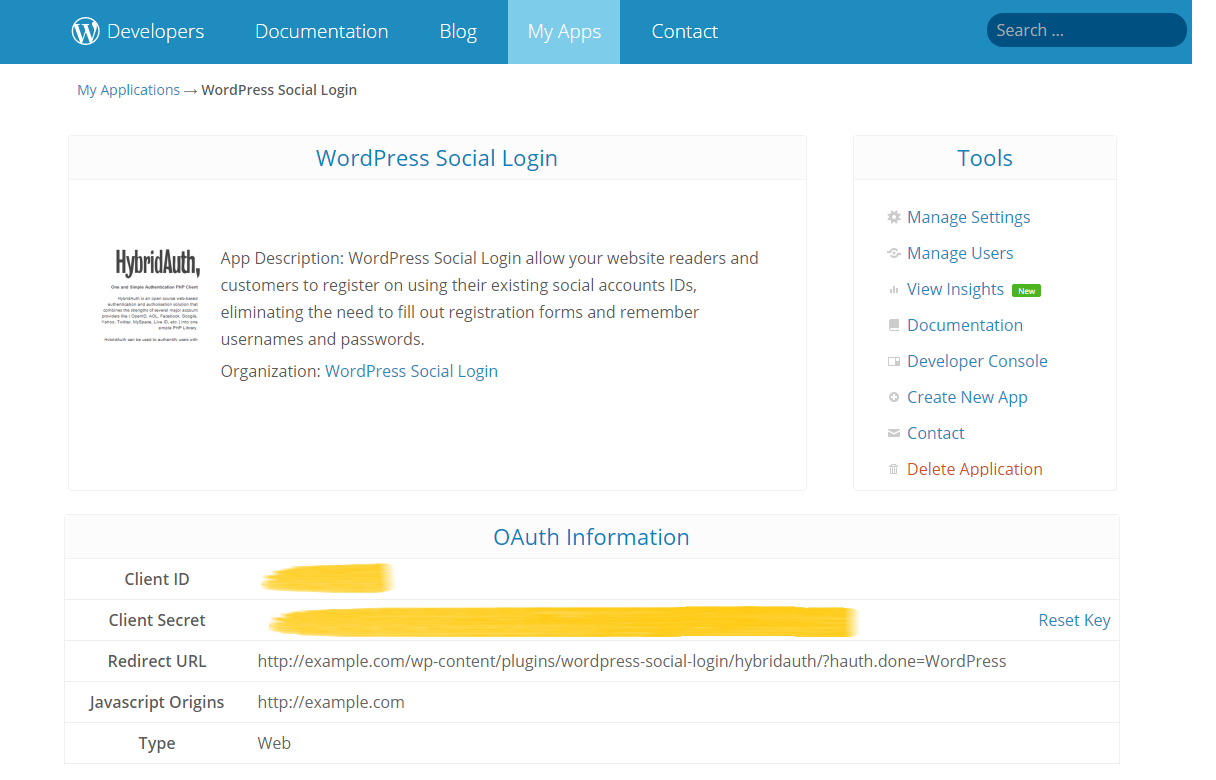 Developers Documentation Blog My Apps Contact Search ...
My Applications → WordPress Social Login
WordPress Social Login
HybridAuth,
One and Simple Authentication PHP Client
HybridAuth is an open source web-based
authentication and authorisation solution that
combines the strengths of several major account
providers like ( OpenID, AOL, Facebook, Google,
Yahoo, Twitter, MySpace, Live ID, etc ) into one
simple PHP Library.
HybridAuth can be used to authentify users with
App Description: WordPress Social Login allow your website readers and
customers to register on using their existing social accounts IDs,
eliminating the need to fill out registration forms and remember
usernames and passwords.
Organization: WordPress Social Login
Tools
Manage Settings
Manage Users
View Insights New
Documentation
Developer Console
Create New App
Contact
Delete Application
OAuth Information
Client ID
Client Secret Reset Key
Redirect URL http://example.com/wp-content/plugins/wordpress-social-login/hybridauth/?hauth.done=WordPress
Javascript Origins http://example.com
Type Web